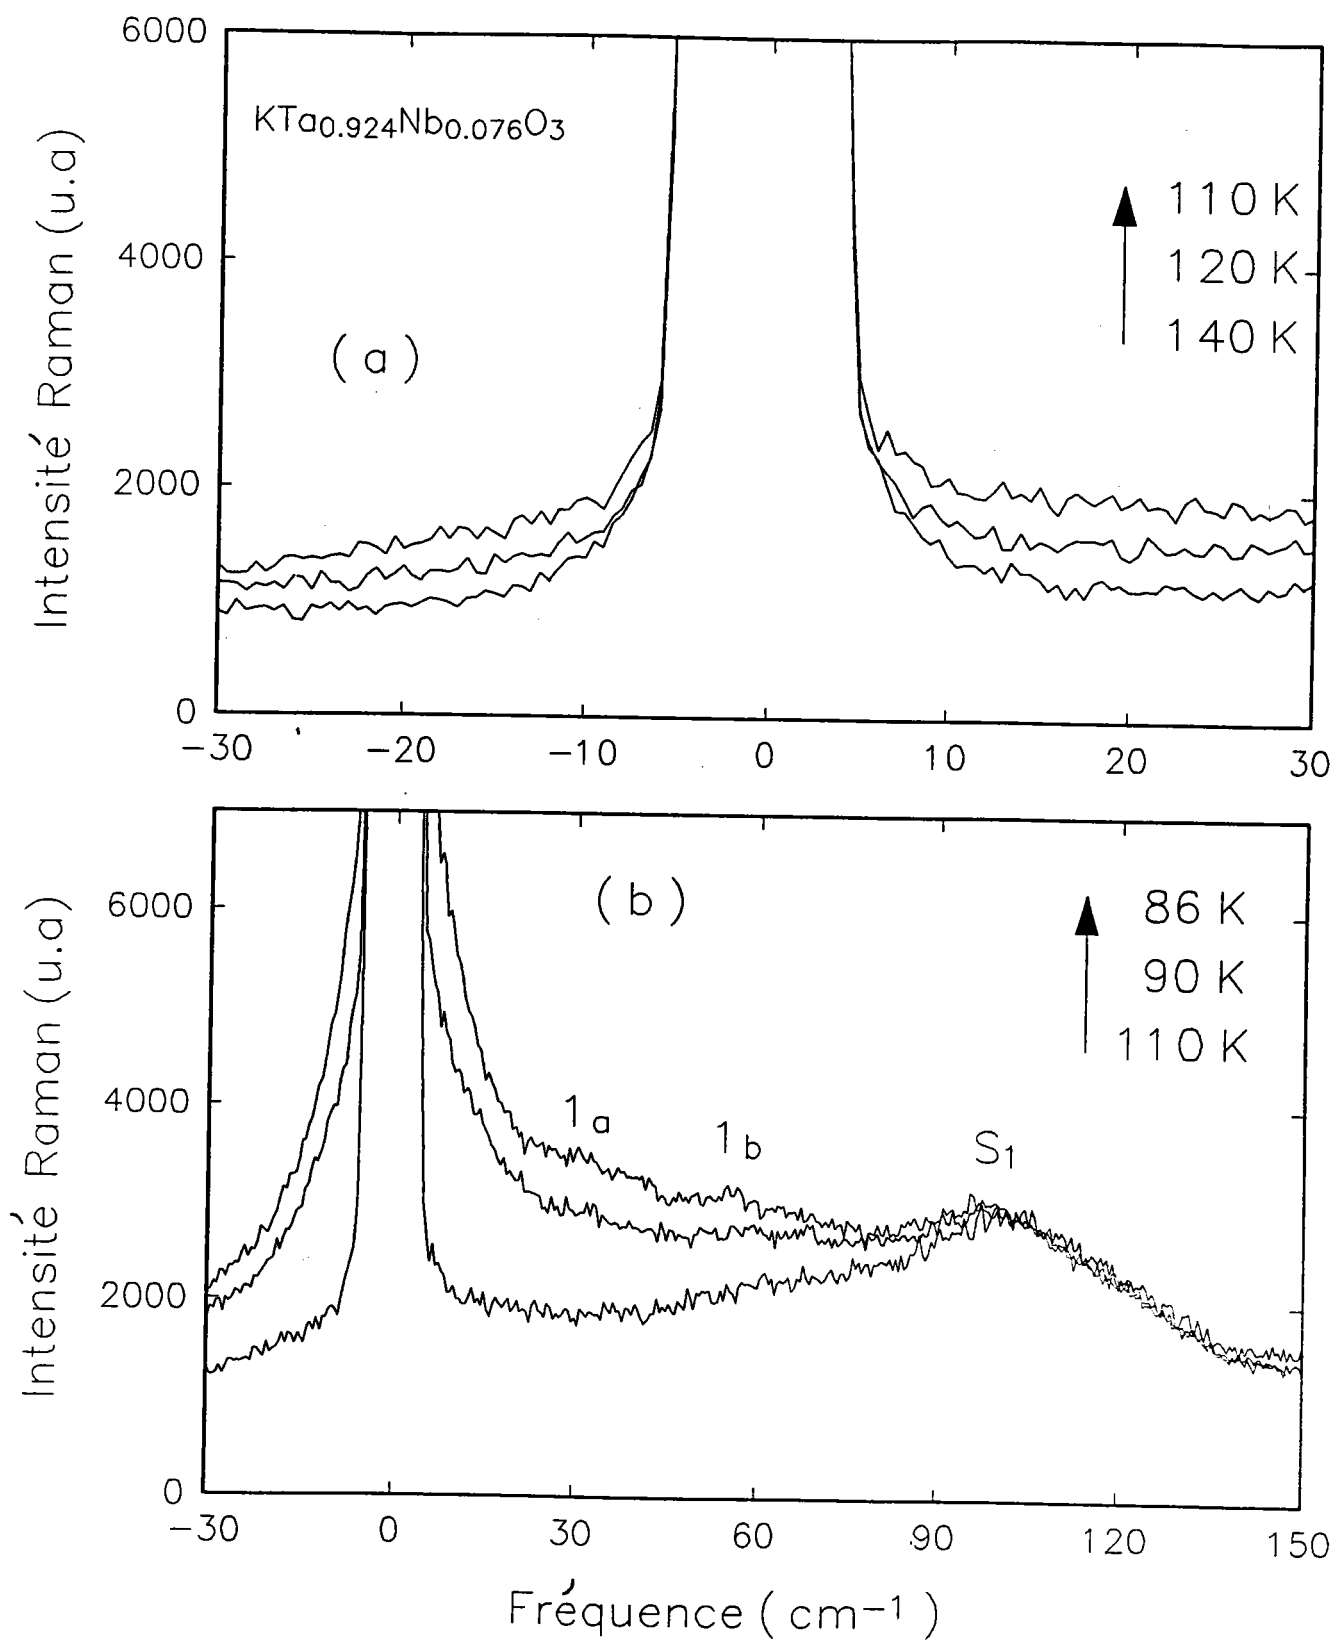 6000
KTa0.924Nb0.076O3
110 K
120 K
140 K
4000
(a)
2000
0
Intensité Raman (u.a)
-30 -20 -10 0 10 20 30
(b)
86 K
90 K
110 K
6000
4000
1a
1b
S1
2000
0
Intensité Raman (u.a)
-30 0 30 60 90 120 150
Fréquence (cm-1)